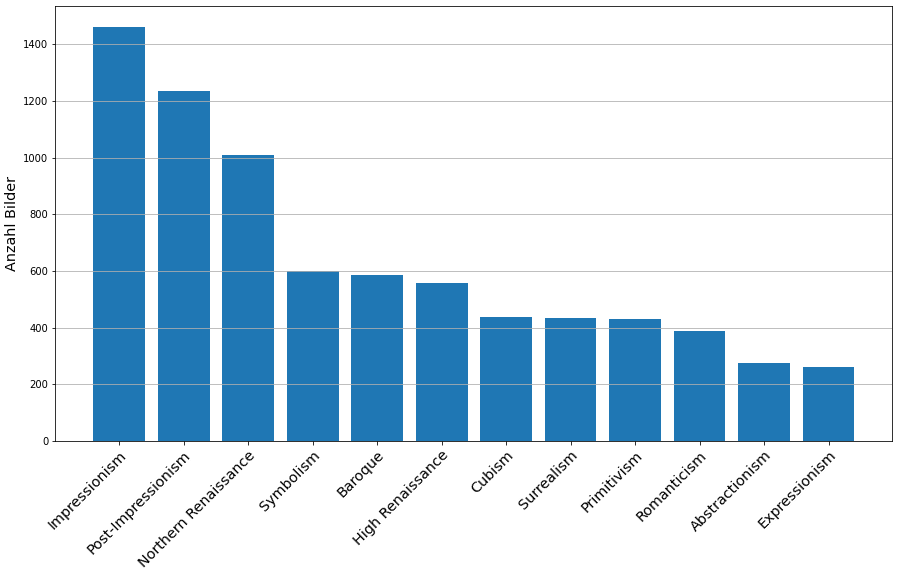 Anzahl Bilder
1400
1200
1000
800
600
400
200
0
Impressionism
Post-Impressionism
Northern Renaissance
Symbolism
Baroque
High Renaissance
Cubism
Surrealism
Primitivism
Romanticism
Abstractionism
Expressionism